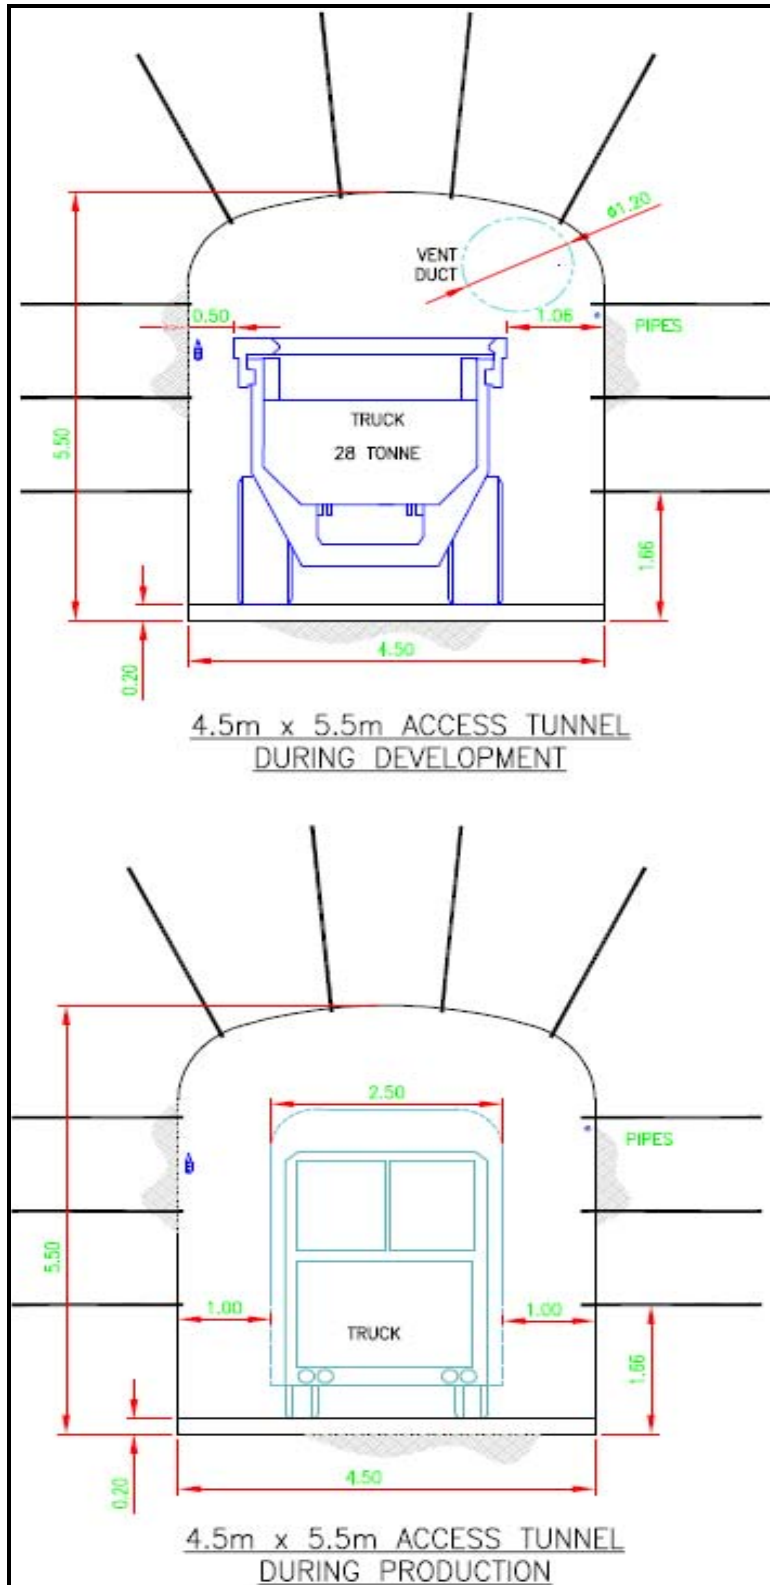 ø1.20
VENT
DUCT
0.50
1.06
PIPES
TRUCK
28 TONNE
5.50
1.66
4.50
0.20
4.5m x 5.5m ACCESS TUNNEL
DURING DEVELOPMENT
2.50
PIPES
5.50
1.00
1.00
TRUCK
1.66
4.50
0.20
4.5m x 5.5m ACCESS TUNNEL
DURING PRODUCTION